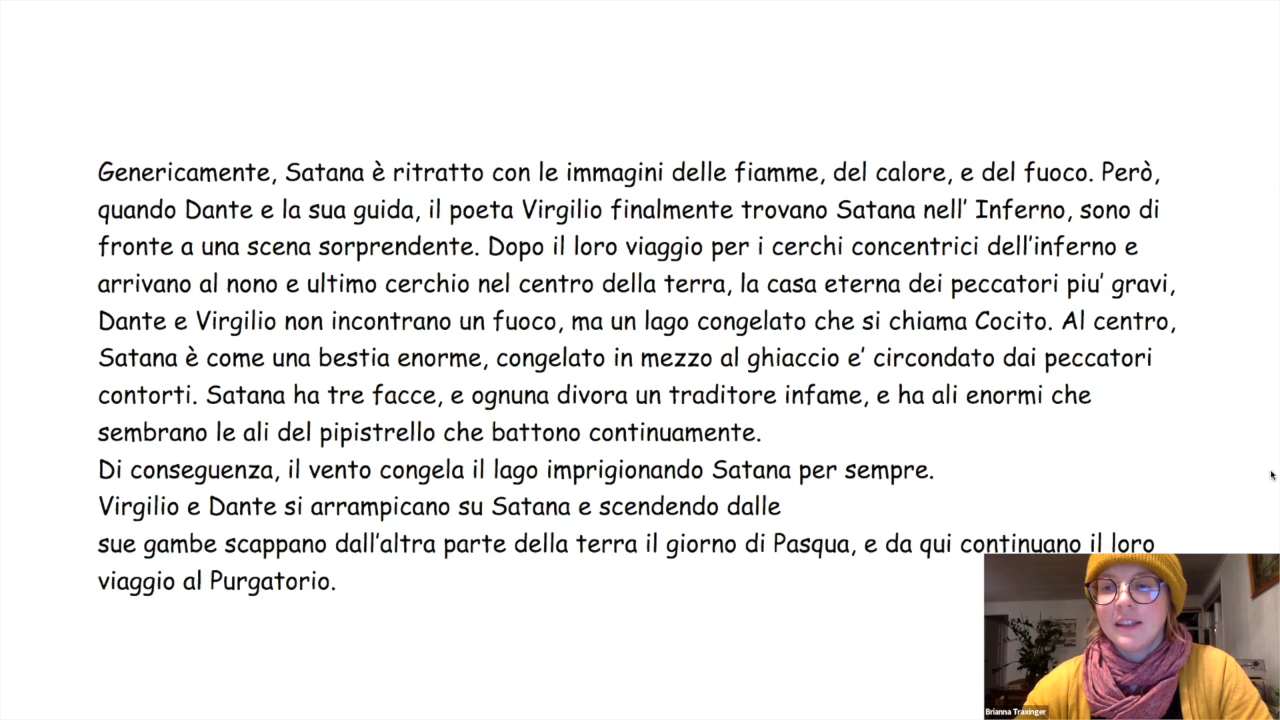 Genericamente, Satana è ritratto con le immagini delle fiamme, del calore, e del fuoco. Però,
quando Dante e la sua guida, il poeta Virgilio finalmente trovano Satana nell' Inferno, sono di
fronte a una scena sorprendente. Dopo il loro viaggio per i cerchi concentrici dell'inferno e
arrivano al nono e ultimo cerchio nel centro della terra, la casa eterna dei peccatori piu' gravi,
Dante e Virgilio non incontrano un fuoco, ma un lago congelato che si chiama Cocito. Al centro,
Satana è come una bestia enorme, congelato in mezzo al ghiaccio e' circondato dai peccatori
contorti. Satana ha tre facce, e ognuna divora un traditore infame, e ha ali enormi che
sembrano le ali del pipistrello che battono continuamente.
Di conseguenza, il vento congela il lago imprigionando Satana per sempre.
Virgilio e Dante si arrampicano su Satana e scendendo dalle
sue gambe scappano dall'altra parte della terra il giorno di Pasqua, e da qui continuano il loro
viaggio al Purgatorio.
Brianna Traxinger